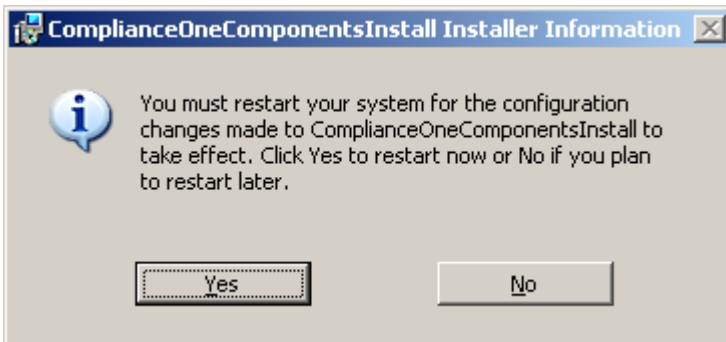 ComplianceOneComponentsInstall Installer Information
You must restart your system for the configuration
changes made to ComplianceOneComponentsInstall to
take effect. Click Yes to restart now or No if you plan
to restart later.
Yes
No